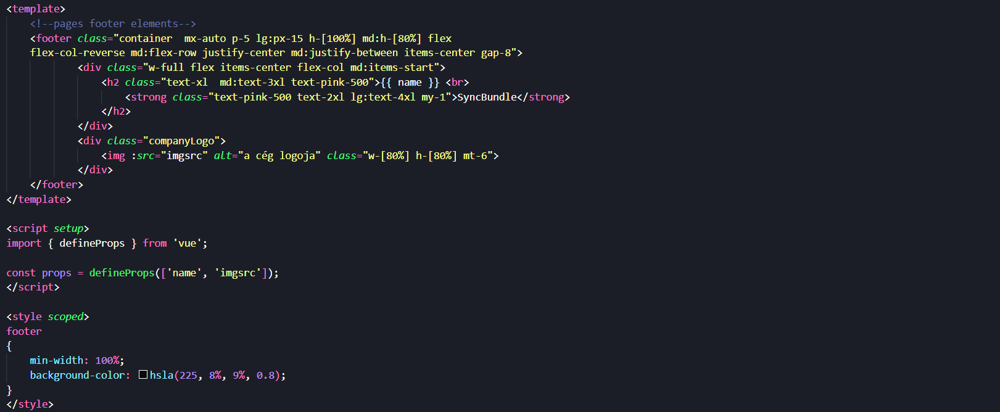 <template>
<!--pages footer elements-->
<footer class="container  mx-auto p-5 lg:px-15 h-[100%] md:h-[80%] flex
flex-col-reverse md:flex-row justify-center md:justify-between items-center gap-8">
<div class="w-full flex items-center flex-col md:items-start">
<h2 class="text-xl  md:text-3xl text-pink-500">{{ name }} <br>
<strong class="text-pink-500 text-2xl lg:text-4xl my-1">SyncBundle</strong>
</h2>
</div>
<div class="companyLogo">
<img :src="imgsrc" alt="a cég logoja" class="w-[80%] h-[80%] mt-6">
</div>
</footer>
</template>
<script setup>
import { defineProps } from 'vue';
const props = defineProps(['name', 'imgsrc']);
</script>
<style scoped>
footer
{
min-width: 100%;
background-color: hsla(225, 8%, 9%, 0.8);
}
</style>